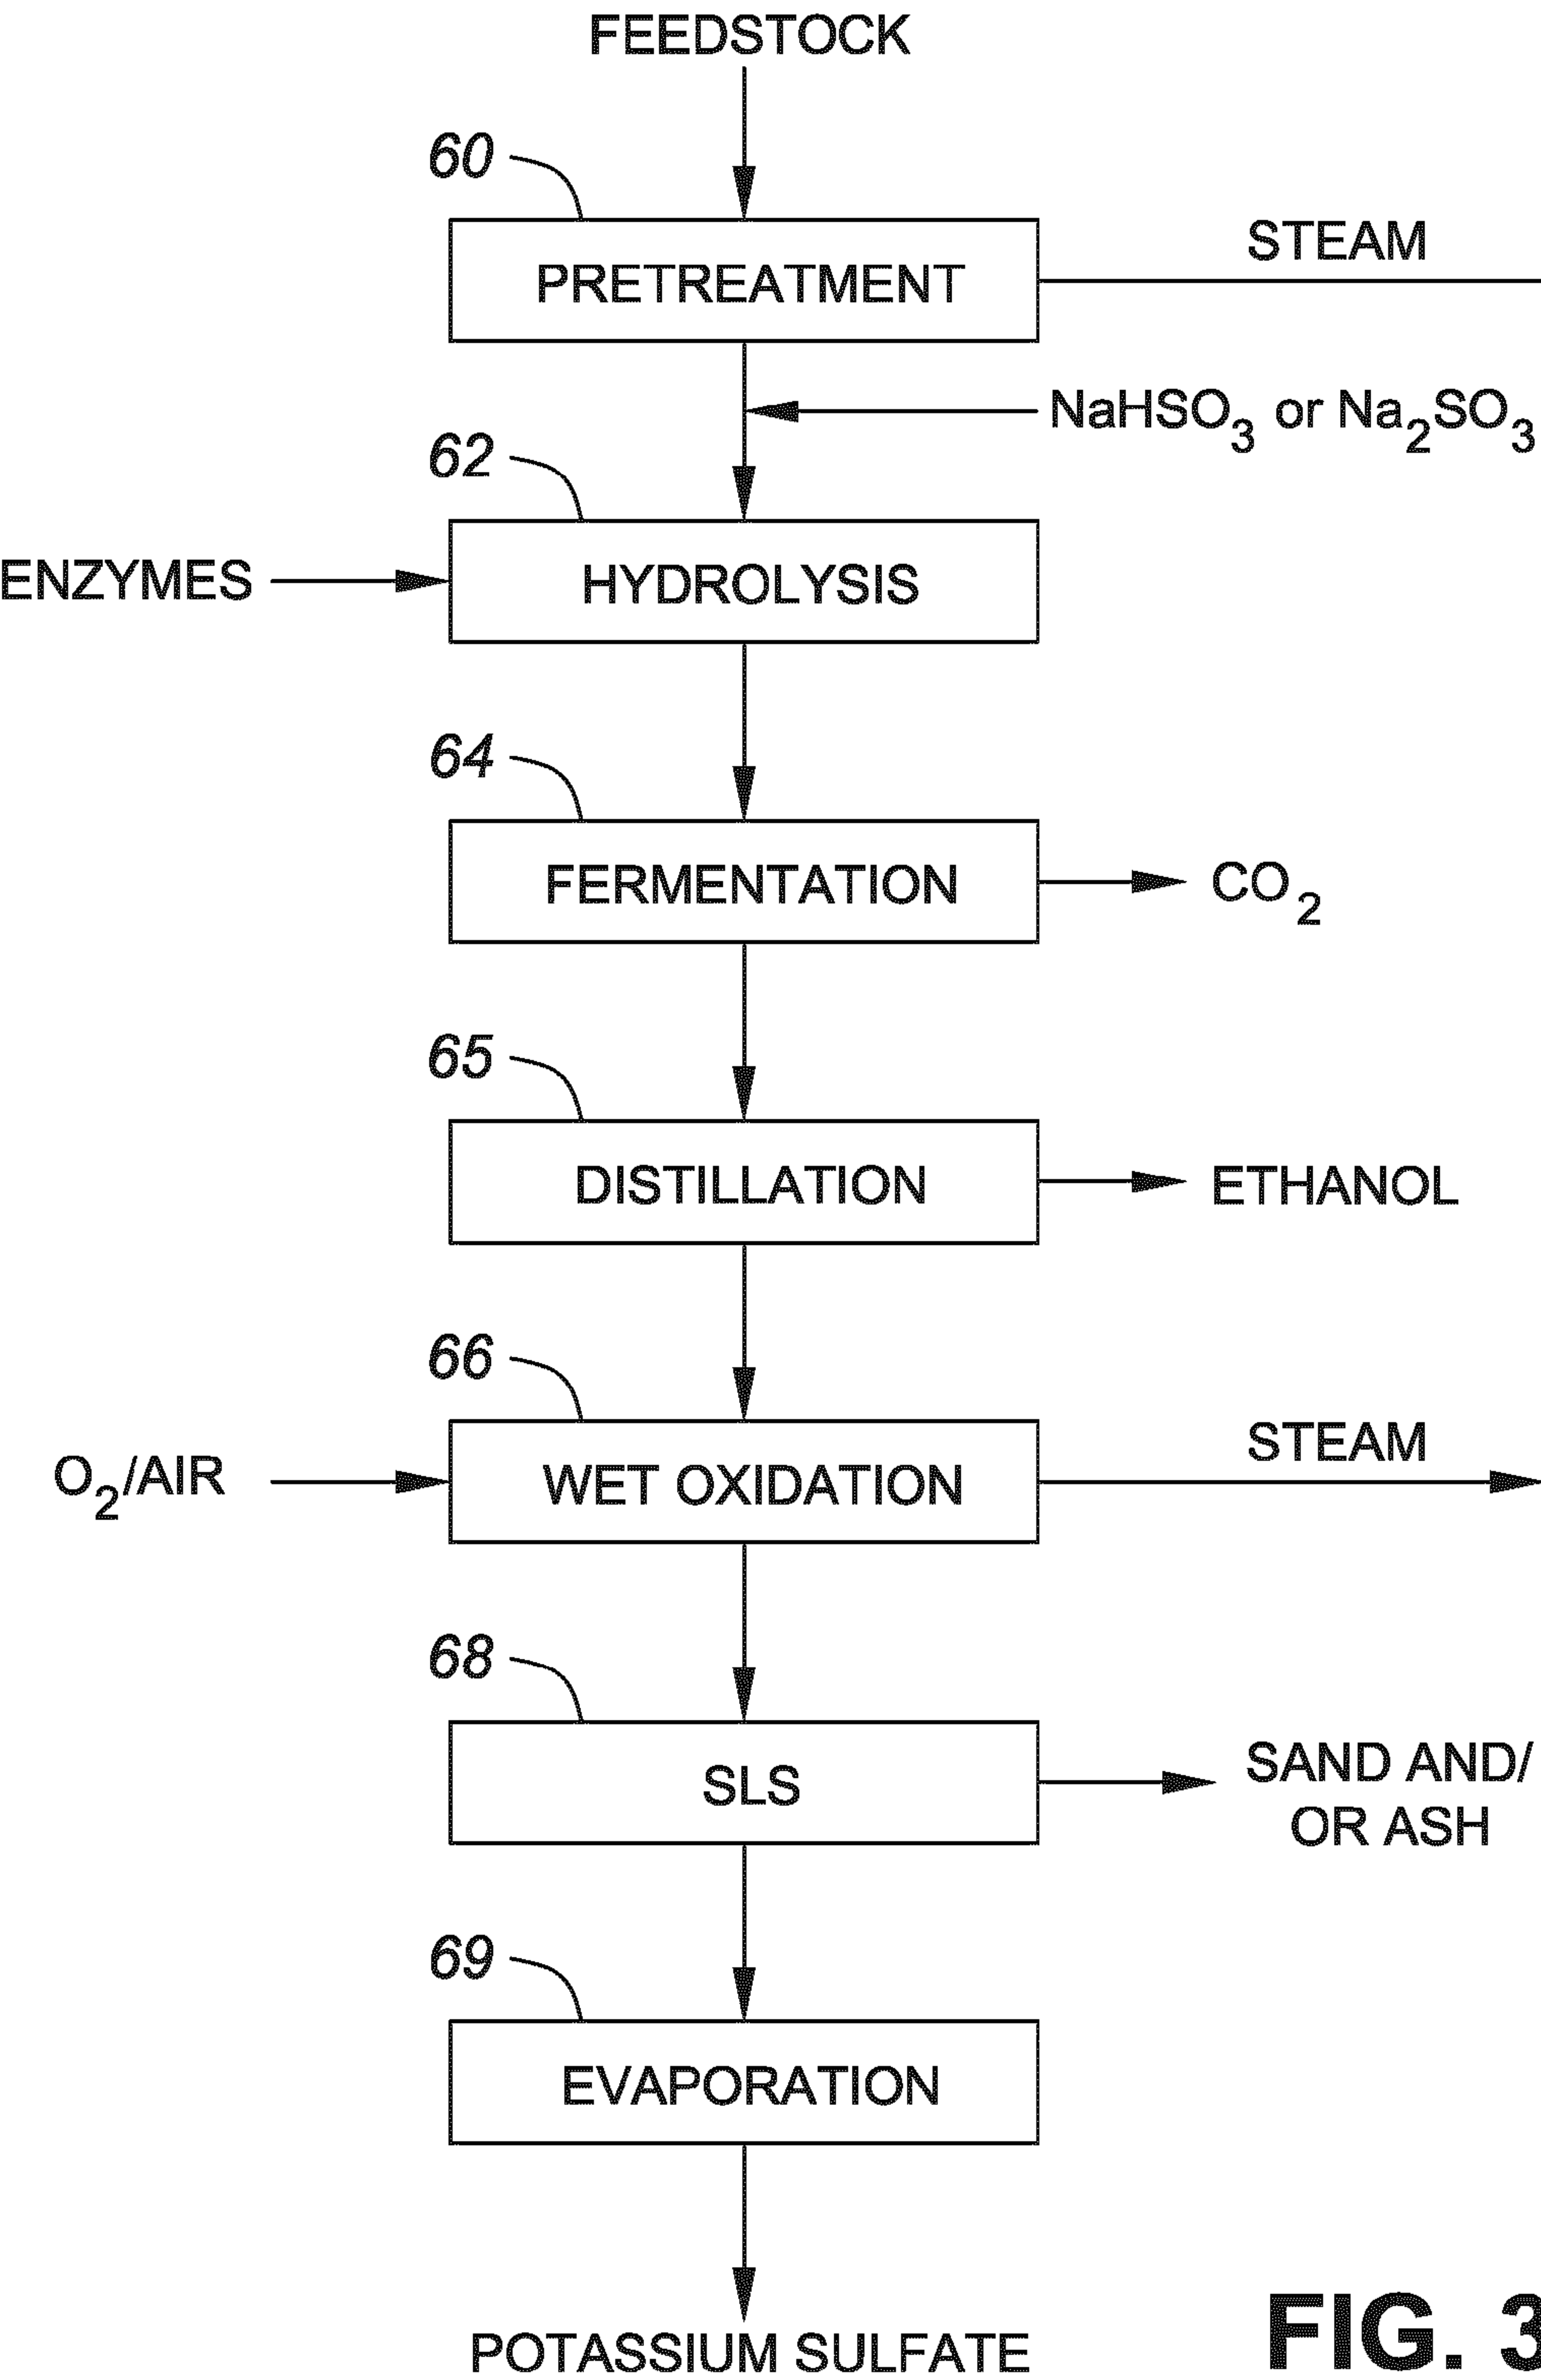 FEEDSTOCK
60
PRETREATMENT
STEAM
NaHSO3 or Na2SO3
62
ENZYMES
HYDROLYSIS
64
FERMENTATION
CO2
65
DISTILLATION
ETHANOL
66
O2/AIR
WET OXIDATION
STEAM
68
SLS
SAND AND/
OR ASH
69
EVAPORATION
POTASSIUM SULFATE
FIG. 3